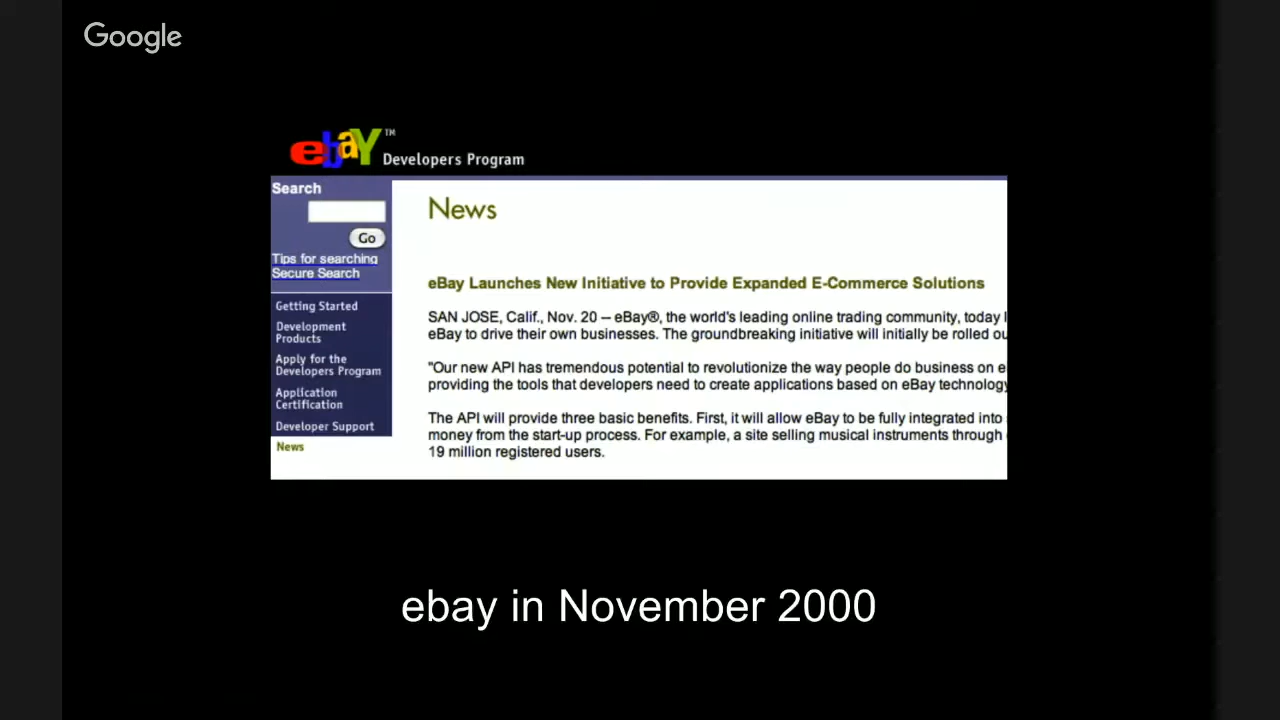 Google
ebaY™
Developers Program
Search
Go
Tips for searching
Secure Search
Getting Started
Development
Products
Apply for the
Developers Program
Application
Certification
Developer Support
News
News
eBay Launches New Initiative to Provide Expanded E-Commerce Solutions
SAN JOSE, Calif., Nov. 20 -- eBay®, the world's leading online trading community, today
eBay to drive their own businesses. The groundbreaking initiative will initially be rolled
"Our new API has tremendous potential to revolutionize the way people do business on
providing the tools that developers need to create applications based on eBay technology
The API will provide three basic benefits. First, it will allow eBay to be fully integrated into
money from the start-up process. For example, a site selling musical instruments through
19 million registered users.
ebay in November 2000